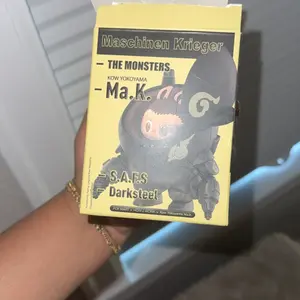 Maschinen Krieger
THE MONSTERS
KOW YOKOYAMA
Ma.K.
S.A.F.S
Darksteel